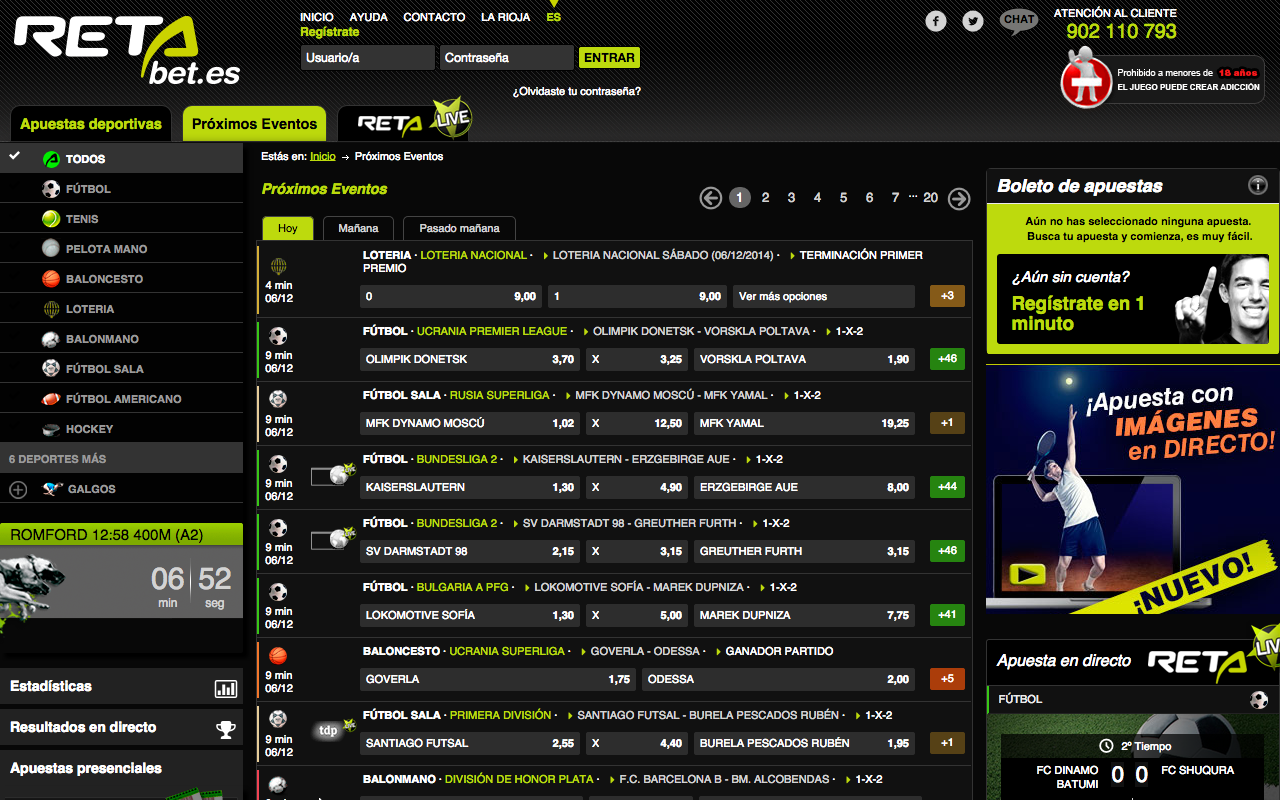 RETA
bet.es
INICIO AYUDA CONTACTO LA RIOJA ES
Regístrate
Usuario/a Contraseña ENTRAR
¿Olvidaste tu contraseña?
CHAT
ATENCIÓN AL CLIENTE
902 110 793
Prohibido a menores de 18 años
EL JUEGO PUEDE CREAR ADICCIÓN
Apuestas deportivas Próximos Eventos RETA LIVE
TODOS
FÚTBOL
TENIS
PELOTA MANO
BALONCESTO
LOTERIA
BALONMANO
FÚTBOL SALA
FÚTBOL AMERICANO
HOCKEY
6 DEPORTES MÁS
GALGOS
ROMFORD 12:58 400M (A2)
06 52
min seg
Estadísticas
Resultados en directo
Apuestas presenciales
Estás en: Inicio → Próximos Eventos
Próximos Eventos
1 2 3 4 5 6 7 ... 20
Hoy Mañana Pasado mañana
LOTERIA · LOTERIA NACIONAL · LOTERIA NACIONAL SÁBADO (06/12/2014) · TERMINACIÓN PRIMER
PREMIO
4 min
06/12
0 9,00 1 9,00 Ver más opciones +3
FÚTBOL · UCRANIA PREMIER LEAGUE · OLIMPIK DONETSK - VORSKLA POLTAVA · 1-X-2
9 min
06/12
OLIMPIK DONETSK 3,70 X 3,25 VORSKLA POLTAVA 1,90 +46
FÚTBOL SALA · RUSIA SUPERLIGA · MFK DYNAMO MOSCÚ - MFK YAMAL · 1-X-2
9 min
06/12
MFK DYNAMO MOSCÚ 1,02 X 12,50 MFK YAMAL 19,25 +1
FÚTBOL · BUNDESLIGA 2 · KAISERSLAUTERN - ERZGEBIRGE AUE · 1-X-2
9 min
06/12
KAISERSLAUTERN 1,30 X 4,90 ERZGEBIRGE AUE 8,00 +44
FÚTBOL · BUNDESLIGA 2 · SV DARMSTADT 98 - GREUTHER FURTH · 1-X-2
9 min
06/12
SV DARMSTADT 98 2,15 X 3,15 GREUTHER FURTH 3,15 +46
FÚTBOL · BULGARIA A PFG · LOKOMOTIVE SOFÍA - MAREK DUPNIZA · 1-X-2
9 min
06/12
LOKOMOTIVE SOFÍA 1,30 X 5,00 MAREK DUPNIZA 7,75 +41
BALONCESTO · UCRANIA SUPERLIGA · GOVERLA - ODESSA · GANADOR PARTIDO
9 min
06/12
GOVERLA 1,75 ODESSA 2,00 +5
FÚTBOL SALA · PRIMERA DIVISIÓN · SANTIAGO FUTSAL - BURELA PESCADOS RUBÉN · 1-X-2
tdp
9 min
06/12
SANTIAGO FUTSAL 2,55 X 4,40 BURELA PESCADOS RUBÉN 1,95 +1
BALONMANO · DIVISIÓN DE HONOR PLATA · F.C. BARCELONA B - BM. ALCOBENDAS · 1-X-2
9 min
Boleto de apuestas
Aún no has seleccionado ninguna apuesta.
Busca tu apuesta y comienza, es muy fácil.
¿Aún sin cuenta?
Regístrate en 1
minuto
¡Apuesta con
IMÁGENES
en DIRECTO!
¡NUEVO!
Apuesta en directo RETA LIV
FÚTBOL
2º Tiempo
FC DINAMO
BATUMI
0 0 FC SHUQURA